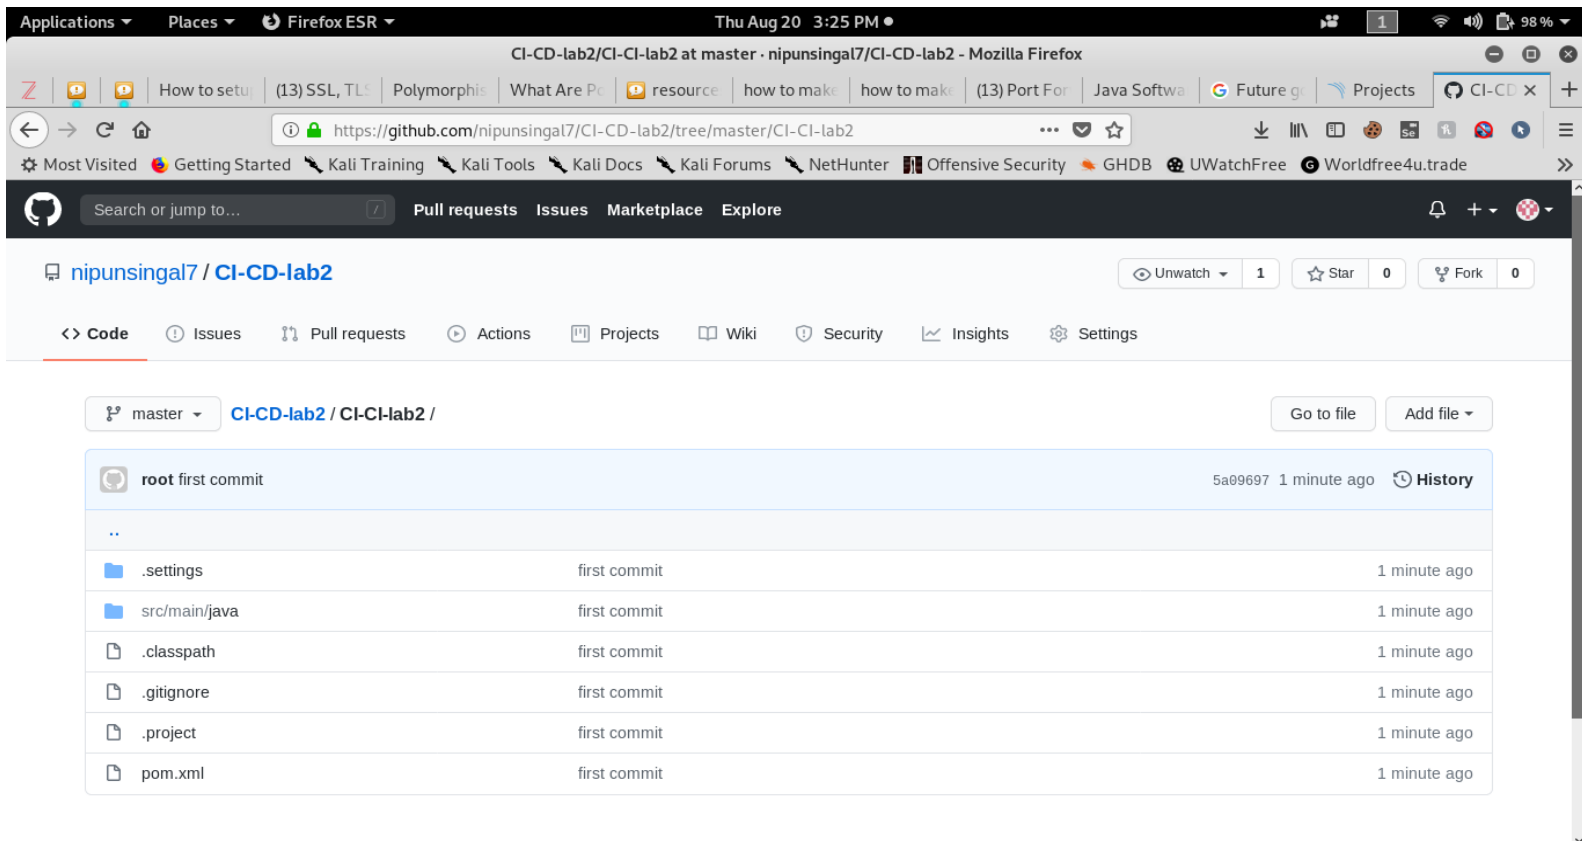 Applications Places Firefox ESR Thu Aug 20 3:25 PM 1 98 %
CI-CD-lab2/CI-CI-lab2 at master · nipunsingal7/CI-CD-lab2 - Mozilla Firefox
How to setu (13) SSL, TLS Polymorphis What Are Po resource how to make how to make (13) Port For Java Softwa Future g Projects CI-CD
https://github.com/nipunsingal7/CI-CD-lab2/tree/master/CI-CI-lab2
Most Visited Getting Started Kali Training Kali Tools Kali Docs Kali Forums NetHunter Offensive Security GHDB UWatchFree Worldfree4u.trade
Search or jump to... / Pull requests Issues Marketplace Explore
nipunsingal7 / CI-CD-lab2 Unwatch 1 Star 0 Fork 0
<> Code Issues Pull requests Actions Projects Wiki Security Insights Settings
master CI-CD-lab2 / CI-CI-lab2 / Go to file Add file
root first commit 5a09697 1 minute ago History
..
.settings first commit 1 minute ago
src/main/java first commit 1 minute ago
.classpath first commit 1 minute ago
.gitignore first commit 1 minute ago
.project first commit 1 minute ago
pom.xml first commit 1 minute ago